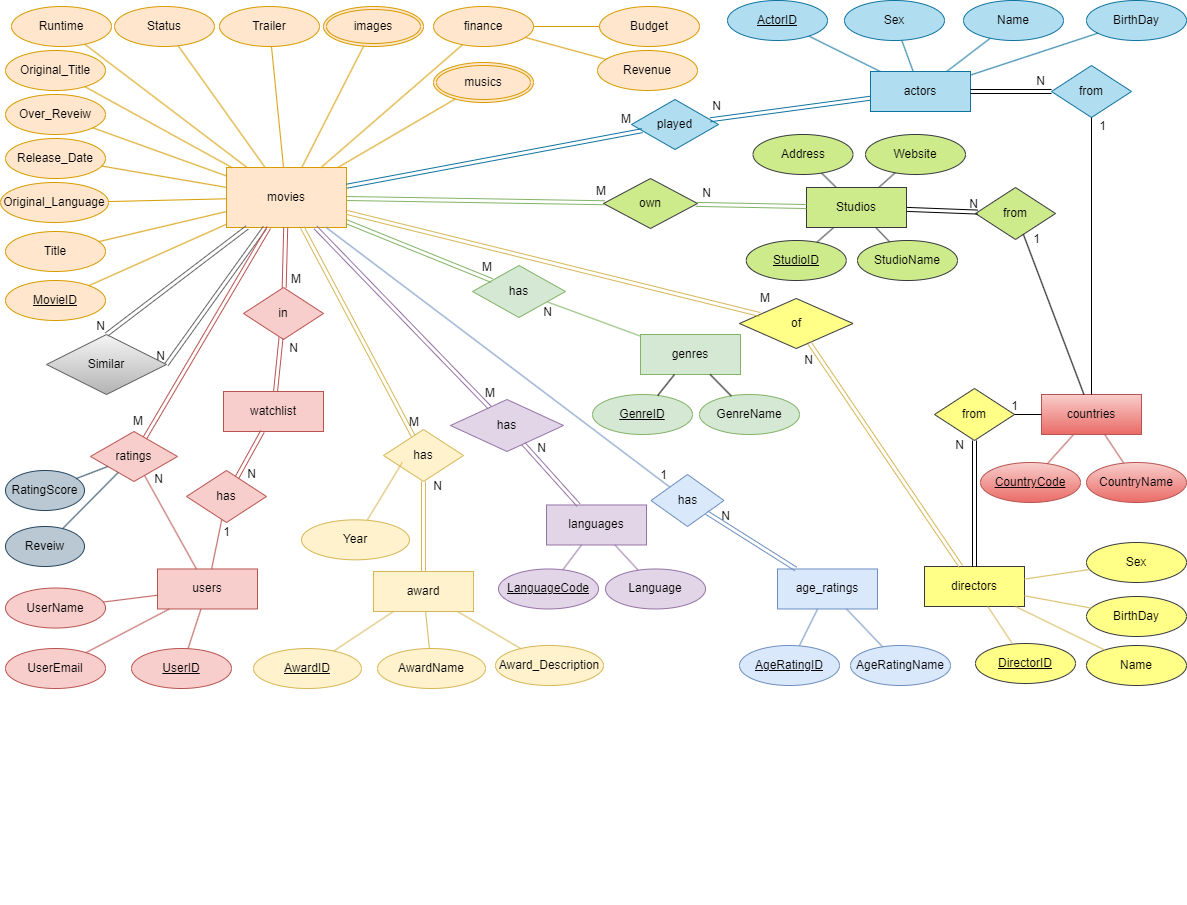 Runtime
Status
Trailer
images
finance
Budget
ActorID
Sex
Name
BirthDay
Original_Title
musics
Revenue
actors
N
from
Over_Reveiw
M
played
N
1
Release_Date
Address
Website
Original_Language
movies
M
own
N
Studios
N
from
1
Title
StudioID
StudioName
MovieID
M
in
N
M
has
N
M
of
N
N
Similar
N
genres
GenreID
GenreName
watchlist
M
ratings
N
N
has
1
M
has
N
M
has
N
from
1
N
countries
CountryCode
CountryName
RatingScore
Reveiw
Year
languages
LanguageCode
Language
1
has
N
age_ratings
AgeRatingID
AgeRatingName
users
UserName
UserEmail
UserID
award
AwardID
AwardName
Award_Description
directors
Sex
BirthDay
DirectorID
Name